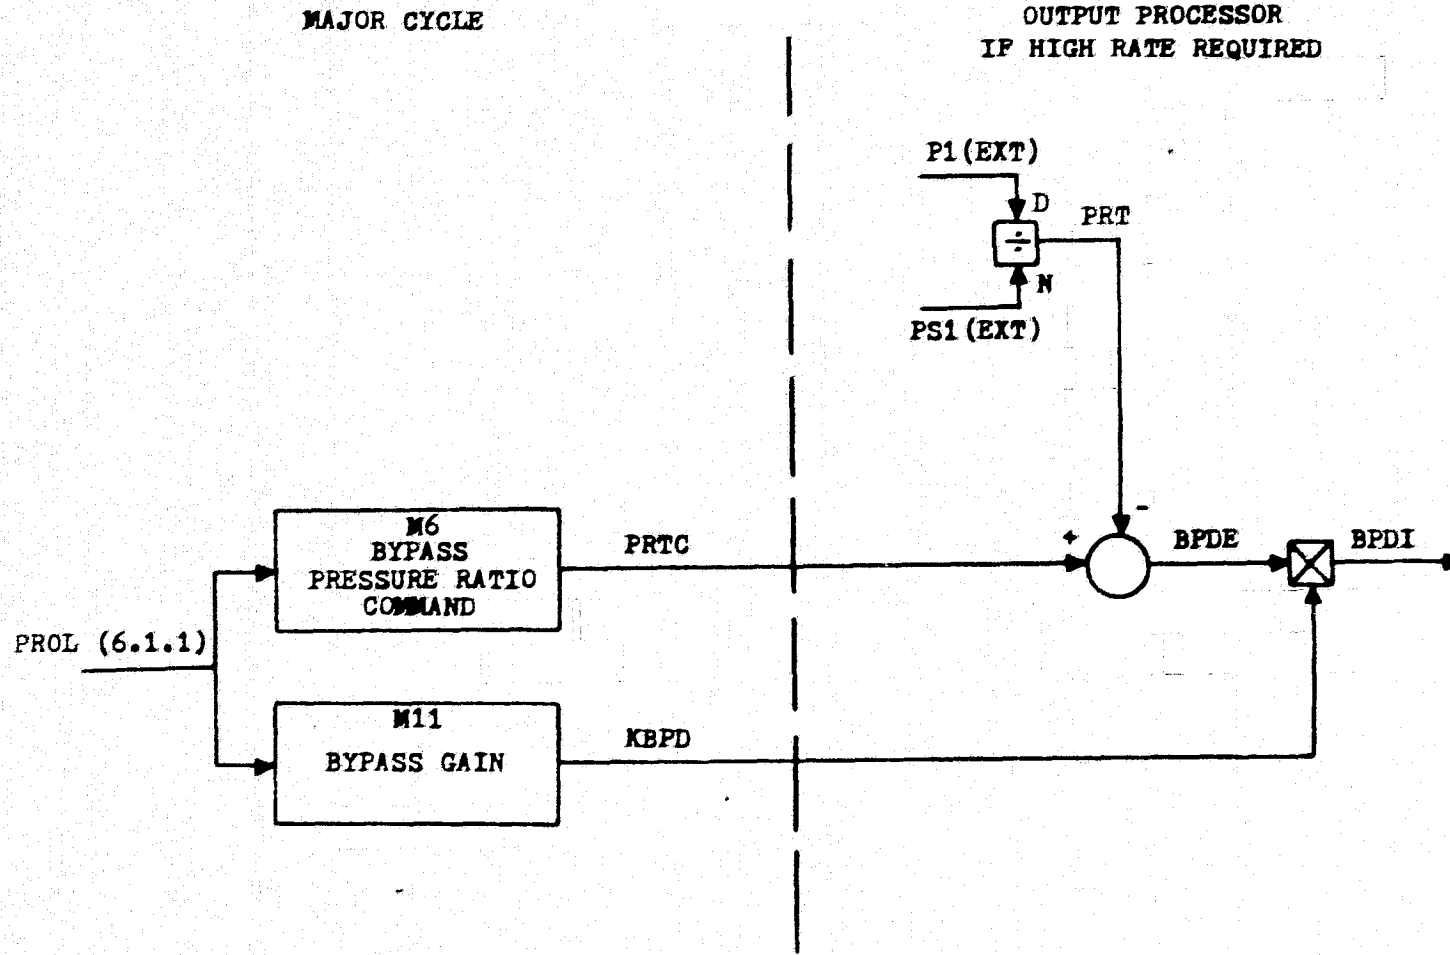 MAJOR CYCLE
OUTPUT PROCESSOR
IF HIGH RATE REQUIRED
P1(EXT)
D
PRT
÷
N
PS1(EXT)
M6
BYPASS
PRESSURE RATIO
COMMAND
PRTC
+
-
BPDE
BPDI
PROL (6.1.1)
M11
BYPASS GAIN
KBPD